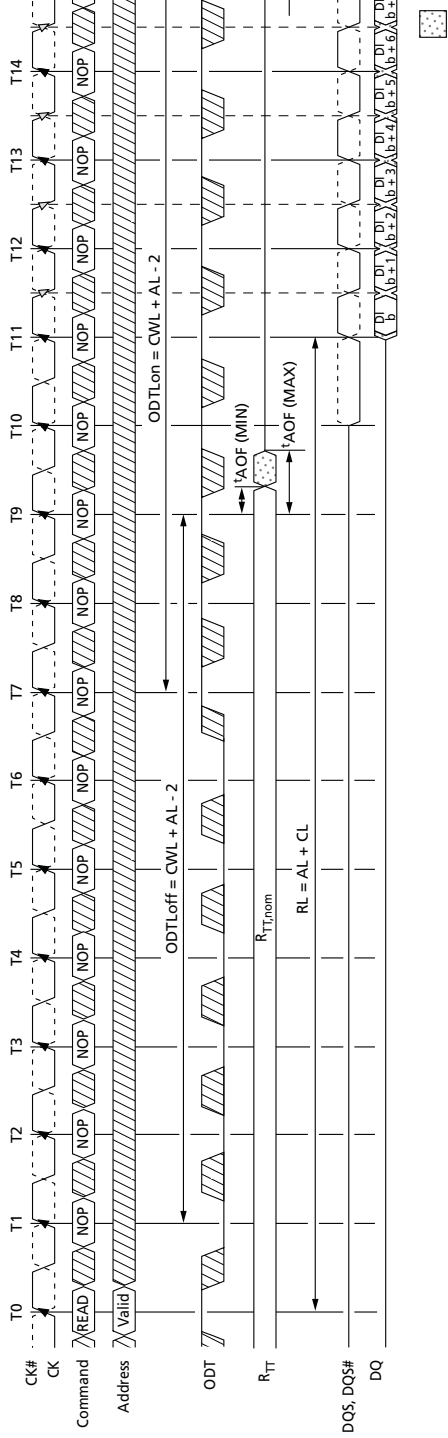 T0 T1 T2 T3 T4 T5 T6 T7 T8 T9 T10 T11 T12 T13 T14
CK#
CK
Command READ NOP NOP NOP NOP NOP NOP NOP NOP NOP NOP NOP NOP NOP NOP
Address Valid
ODTLon = CWL + AL - 2
ODTLoff = CWL + AL - 2
ODT
tAOF (MIN)
RTT RTT,nom
tAOF (MAX)
RL = AL + CL
DQS, DQS#
DQ DI b DI b + 1 DI b + 2 DI b + 3 DI b + 4 DI b + 5 DI b + 6 DI b +